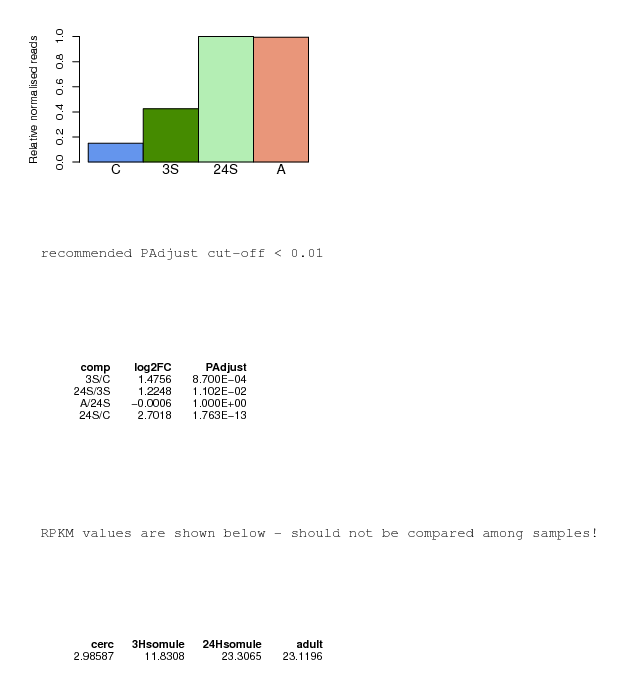 Relative normalised reads
1.0
0.8
0.6
0.4
0.2
0.0
C 3S 24S A
recommended PAdjust cut-off < 0.01
comp log2FC PAdjust
3S/C 1.4756 8.700E−04
24S/3S 1.2248 1.102E−02
A/24S −0.0006 1.000E+00
24S/C 2.7018 1.763E−13
RPKM values are shown below - should not be compared among samples!
cerc 3Hsomule 24Hsomule adult
2.98587 11.8308 23.3065 23.1196